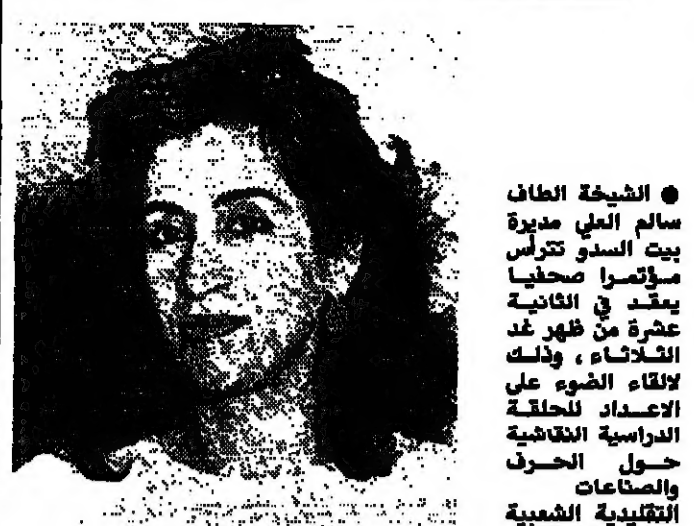 ● الشيخة الطاف
سالم العلي مديرة
بيت السدو تترأس
مؤتمرا صحفيا
يعقد في الثانية
عشرة من ظهر غد
الثلاثاء ، وذلك
لالقاء الضوء على
الاعداد للحلقة
الدراسية النقاشية
حول الحرف
والصناعات
التقليدية الشعبية